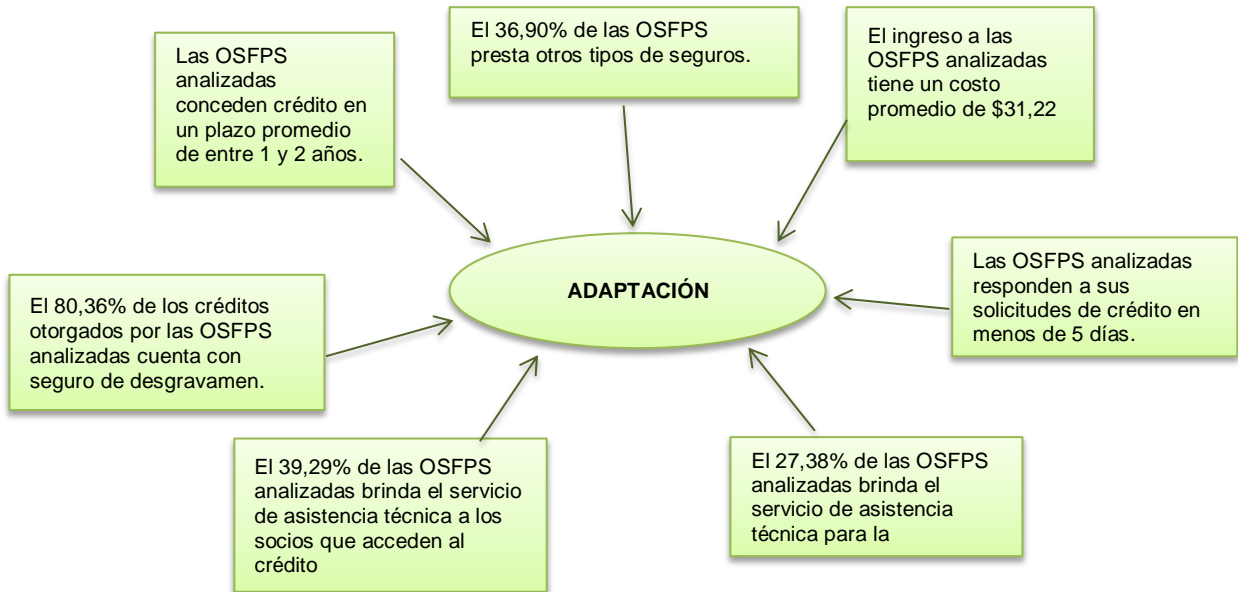 Las OSFPS
analizadas
conceden crédito en
un plazo promedio
de entre 1 y 2 años.
El 36,90% de las OSFPS
presta otros tipos de seguros.
El ingreso a las
OSFPS analizadas
tiene un costo
promedio de $31,22
El 80,36% de los créditos
otorgados por las OSFPS
analizadas cuenta con
seguro de desgravamen.
ADAPTACIÓN
Las OSFPS analizadas
responden a sus
solicitudes de crédito en
menos de 5 días.
El 39,29% de las OSFPS
analizadas brinda el servicio
de asistencia técnica a los
socios que acceden al
crédito
El 27,38% de las OSFPS
analizadas brinda el
servicio de asistencia
técnica para la